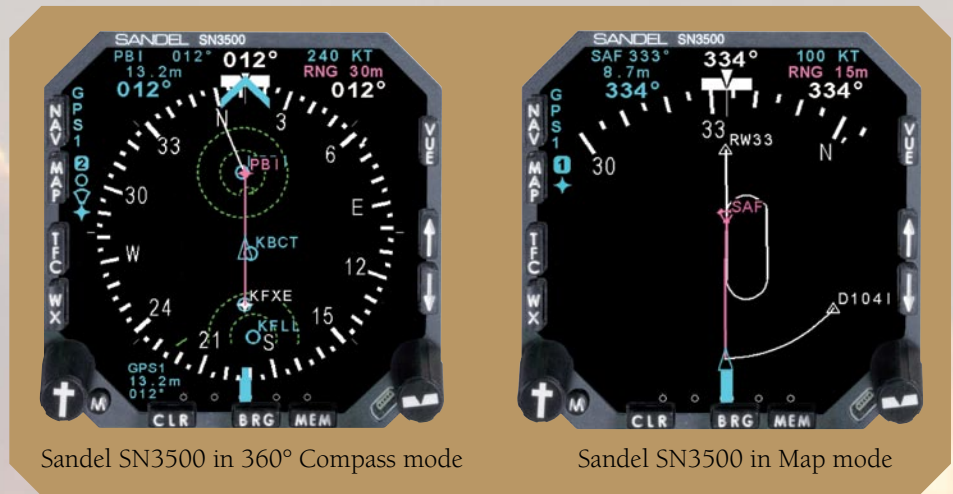 SANDEL SN3500
PBI 012° 012° 240 KT
13.2m RNG 30m
012° 012°
GPS1
2
NAV
MAP
TFC
WX
VUE
N 3 6 E 12 15 S 21 24 W 30 33
PBI
KBCT
KFXE
KFLL
GPS1
13.2m
012°
M
CLR BRG MEM
Sandel SN3500 in 360° Compass mode
SANDEL SN3500
SAF 333° 334° 100 KT
8.7m RNG 15m
334° 334°
GPS1
1
NAV
MAP
TFC
WX
VUE
30 33 N
RW33
SAF
D104I
M
CLR BRG MEM
Sandel SN3500 in Map mode